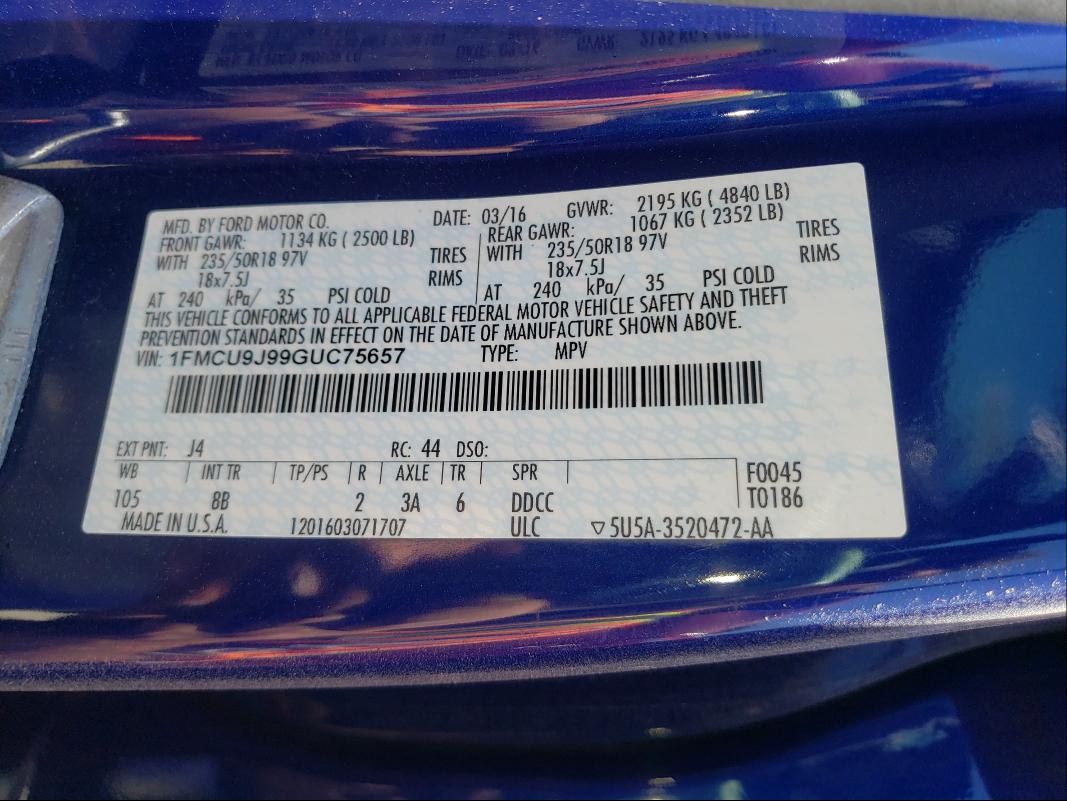 MFD. BY FORD MOTOR CO. DATE: 03/16 GVWR: 2195 KG ( 4840 LB)
FRONT GAWR: 1134 KG ( 2500 LB) REAR GAWR: 1067 KG ( 2352 LB)
WITH 235/50R18 97V TIRES WITH 235/50R18 97V TIRES
18x7.5J RIMS 18x7.5J RIMS
AT 240 kPa/ 35 PSI COLD AT 240 kPa/ 35 PSI COLD
THIS VEHICLE CONFORMS TO ALL APPLICABLE FEDERAL MOTOR VEHICLE SAFETY AND THEFT
PREVENTION STANDARDS IN EFFECT ON THE DATE OF MANUFACTURE SHOWN ABOVE.
VIN: 1FMCU9J99GUC75657 TYPE: MPV
EXT PNT: J4 RC: 44 DSO:
WB INT TR TP/PS R AXLE TR SPR F0045
105 8B 2 3A 6 DDCC T0186
MADE IN U.S.A. 1201603071707 ULC ▽5U5A-3520472-AA